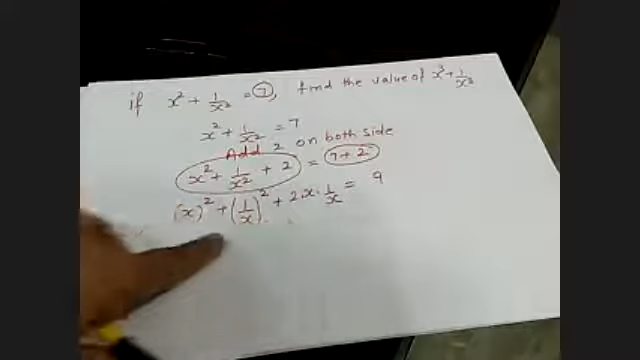 if x² + 1/x² = 7, find the value of x³ + 1/x³
x² + 1/x² = 7
Add 2 on both side
x² + 1/x² + 2 = 7 + 2
(x)² + (1/x)² + 2.x.1/x = 9